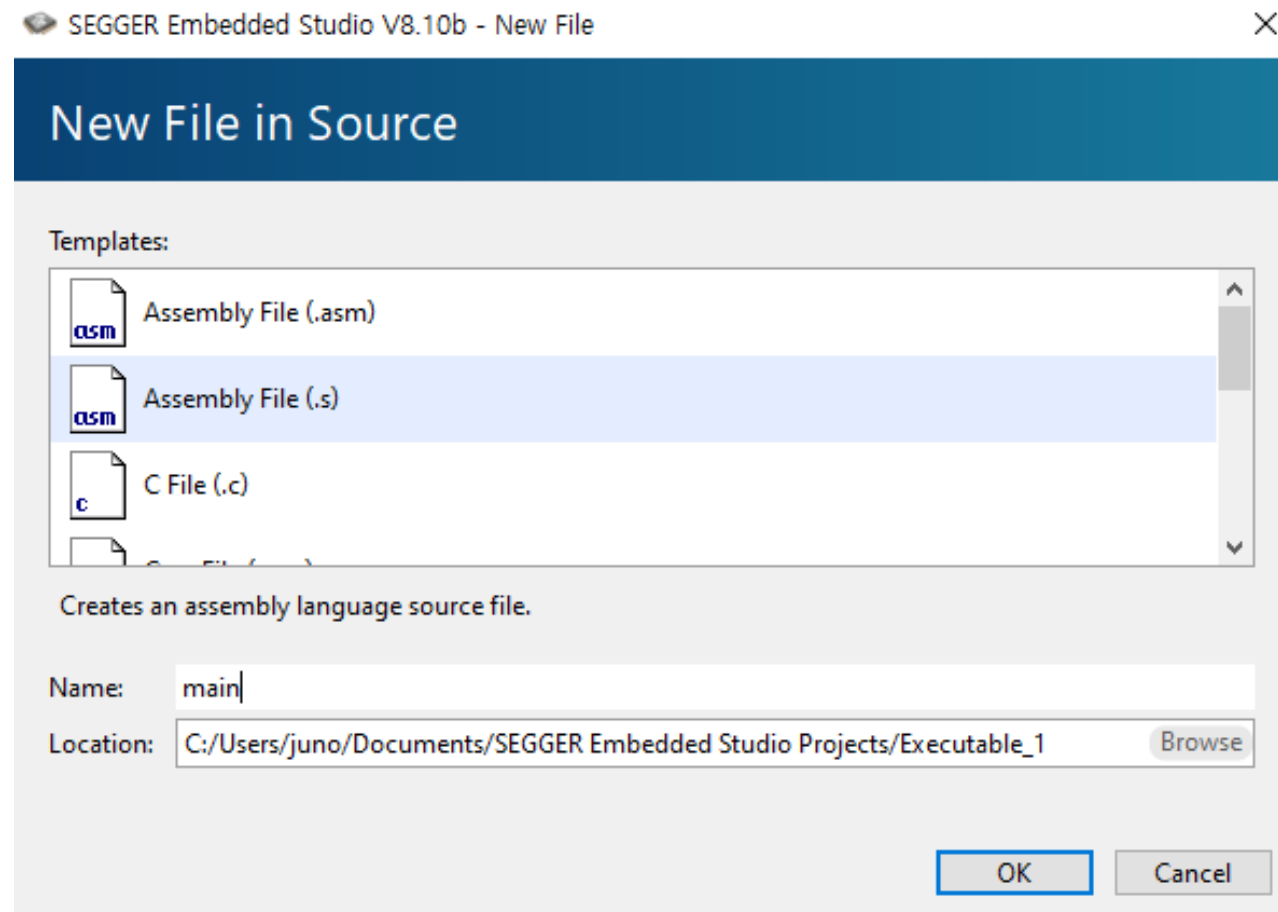 SEGGER Embedded Studio V8.10b - New File
New File in Source
Templates:
asm
Assembly File (.asm)
asm
Assembly File (.s)
c
C File (.c)
Creates an assembly language source file.
Name: main
Location: C:/Users/juno/Documents/SEGGER Embedded Studio Projects/Executable_1 Browse
OK Cancel